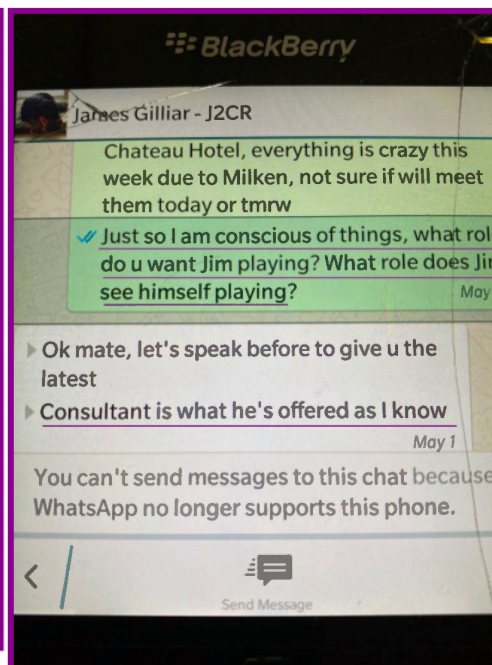 BlackBerry
James Gilliar - J2CR
Chateau Hotel, everything is crazy this
week due to Milken, not sure if will meet
them today or tmrw
Just so I am conscious of things, what rol
do u want Jim playing? What role does Jir
see himself playing?
May
Ok mate, let's speak before to give u the
latest
Consultant is what he's offered as I know
May 1
You can't send messages to this chat because
WhatsApp no longer supports this phone.
Send Message